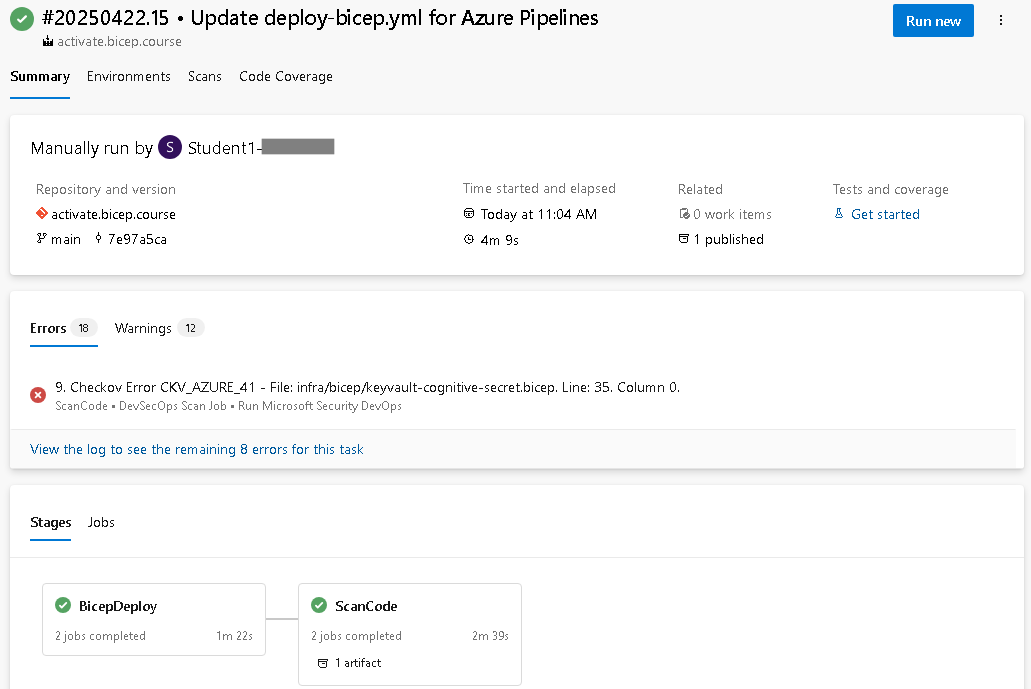 #20250422.15 • Update deploy-bicep.yml for Azure Pipelines
Run new
activate.bicep.course
Summary Environments Scans Code Coverage
Manually run by S Student1-
Repository and version
activate.bicep.course
main 7e97a5ca
Time started and elapsed
Today at 11:04 AM
4m 9s
Related
0 work items
1 published
Tests and coverage
Get started
Errors 18 Warnings 12
9. Checkov Error CKV_AZURE_41 - File: infra/bicep/keyvault-cognitive-secret.bicep. Line: 35. Column 0.
ScanCode • DevSecOps Scan Job • Run Microsoft Security DevOps
View the log to see the remaining 8 errors for this task
Stages Jobs
BicepDeploy
2 jobs completed 1m 22s
ScanCode
2 jobs completed 2m 39s
1 artifact